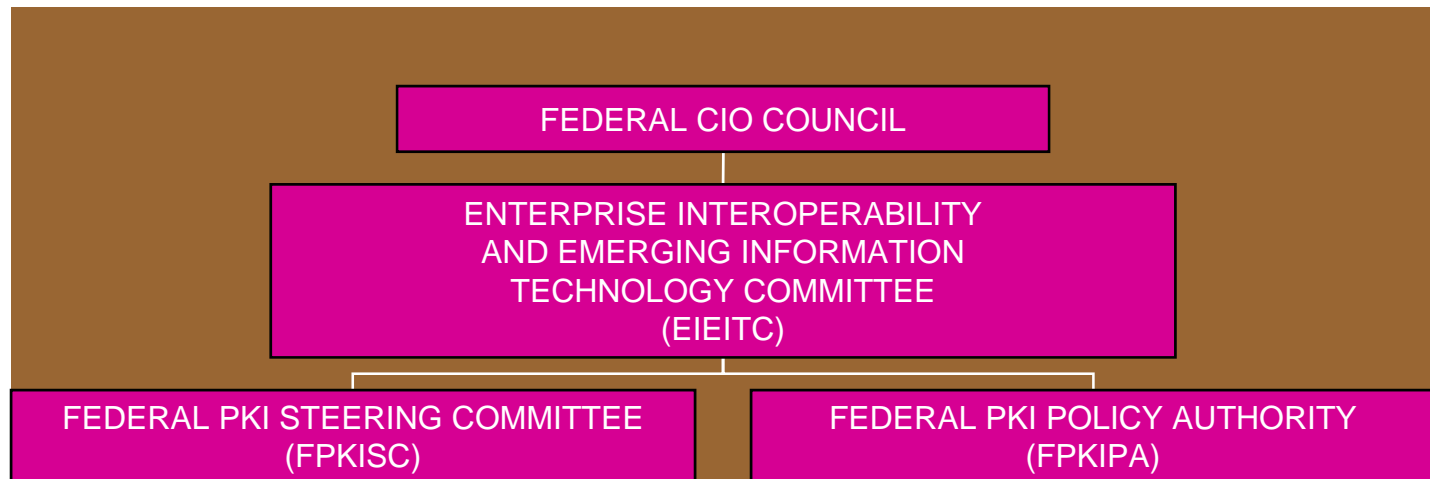 FEDERAL CIO COUNCIL
ENTERPRISE INTEROPERABILITY
AND EMERGING INFORMATION
TECHNOLOGY COMMITTEE
(EIEITC)
FEDERAL PKI STEERING COMMITTEE
(FPKISC)
FEDERAL PKI POLICY AUTHORITY
(FPKIPA)